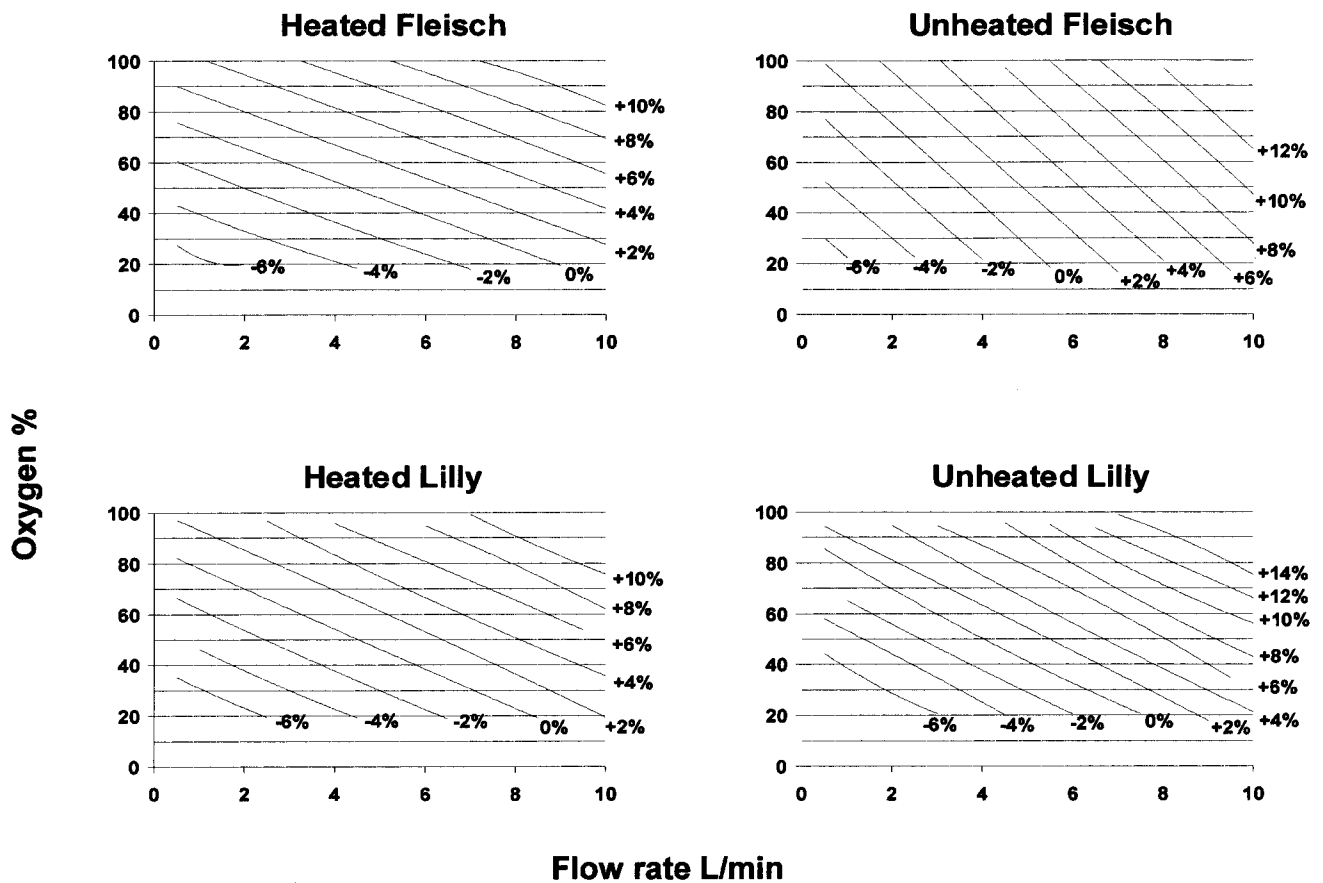 Heated Fleisch
100
80
60
40
20
0
0 2 4 6 8 10
+10%
+8%
+6%
+4%
+2%
-6% -4% -2% 0%
Unheated Fleisch
100
80
60
40
20
0
0 2 4 6 8 10
+12%
+10%
+8%
-6% -4% -2% 0% +2% +4% +6%
Oxygen %
Heated Lilly
100
80
60
40
20
0
0 2 4 6 8 10
+10%
+8%
+6%
+4%
-6% -4% -2% 0% +2%
Unheated Lilly
100
80
60
40
20
0
0 2 4 6 8 10
+14%
+12%
+10%
+8%
+6%
-6% -4% -2% 0% +2% +4%
Flow rate L/min